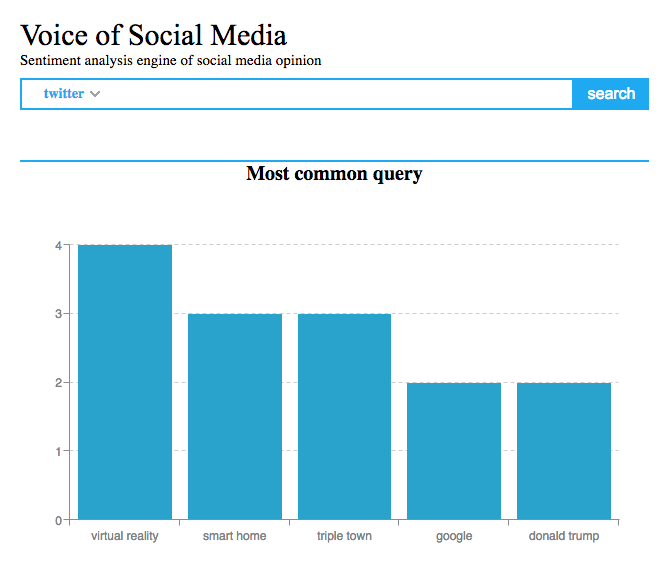 Voice of Social Media
Sentiment analysis engine of social media opinion
twitter search
Most common query
4
3
2
1
0
virtual reality smart home triple town google donald trump